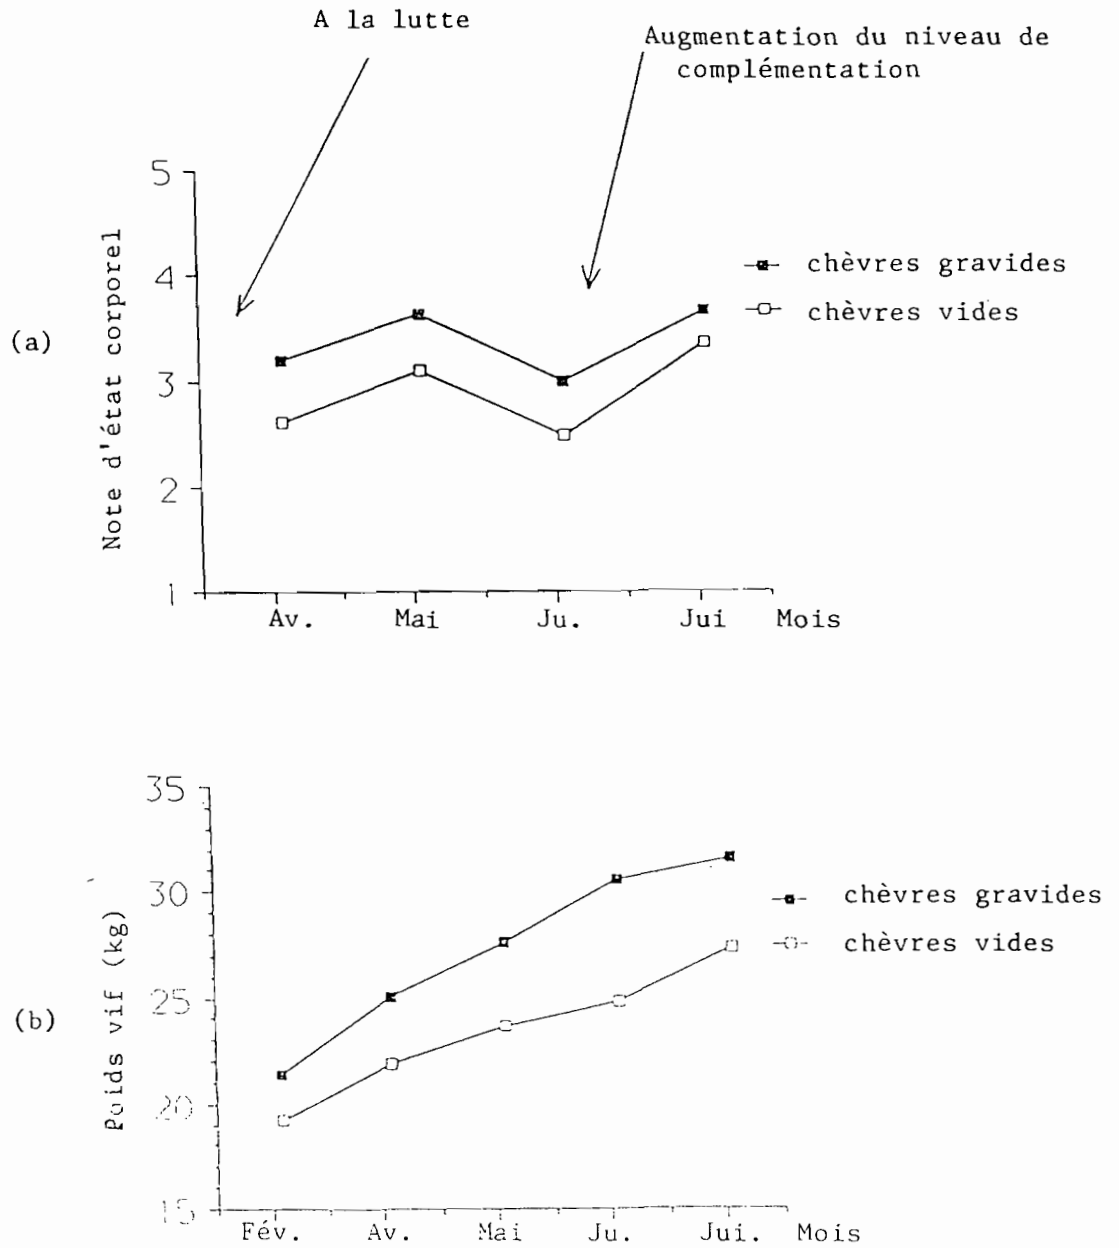 A la lutte
Augmentation du niveau de
complémentation
5
4
3
2
1
Note d'état corporel
(a)
chèvres gravides
chèvres vides
Av. Mai Ju. Jui Mois
35
30
25
20
15
Poids vif (kg)
(b)
chèvres gravides
chèvres vides
Fév. Av. Mai Ju. Jui. Mois